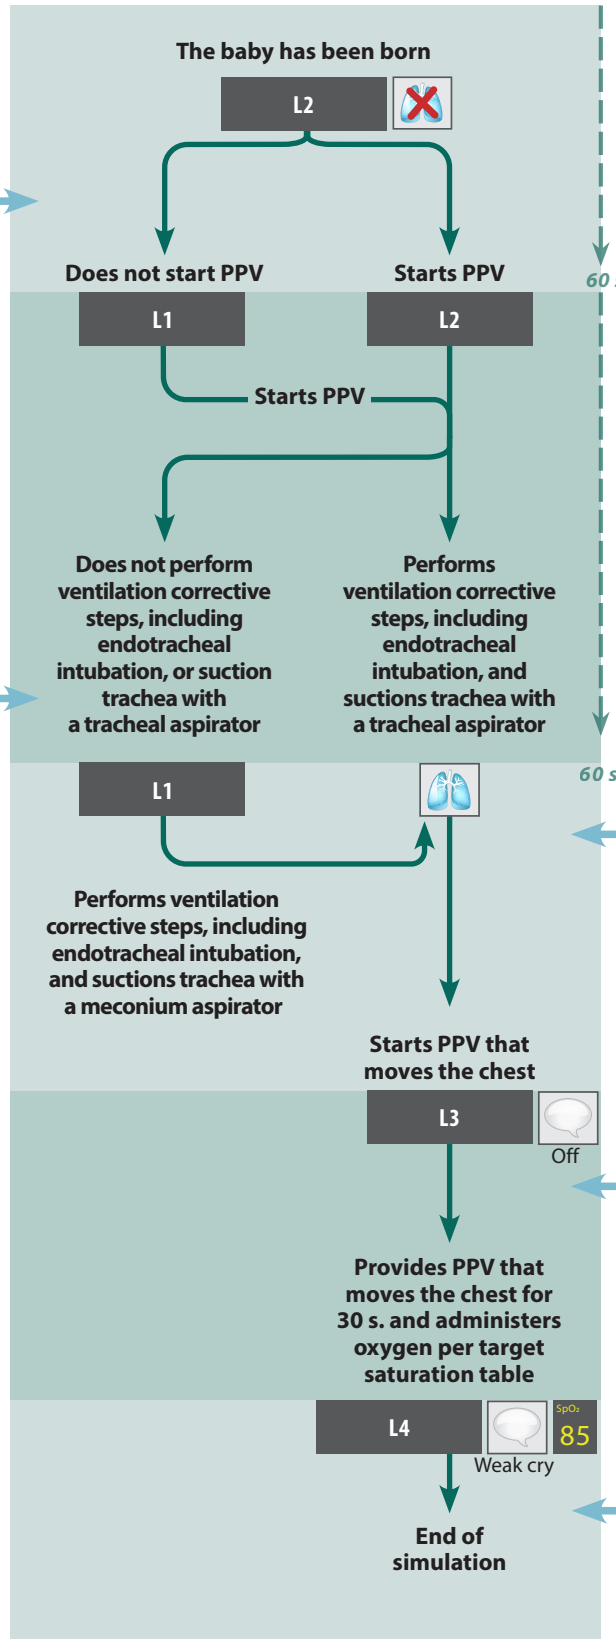 The baby has been born
L2
Does not start PPV
Starts PPV
60 s
L1
L2
Starts PPV
Does not perform
ventilation corrective
steps, including
endotracheal
intubation, or suction
trachea with
a tracheal aspirator
Performs
ventilation corrective
steps, including
endotracheal
intubation, and
suctions trachea with
a tracheal aspirator
60 s
L1
Performs ventilation
corrective steps, including
endotracheal intubation,
and suctions trachea with
a meconium aspirator
Starts PPV that
moves the chest
L3
Off
Provides PPV that
moves the chest for
30 s. and administers
oxygen per target
saturation table
L4
SpO₂
85
Weak cry
End of
simulation